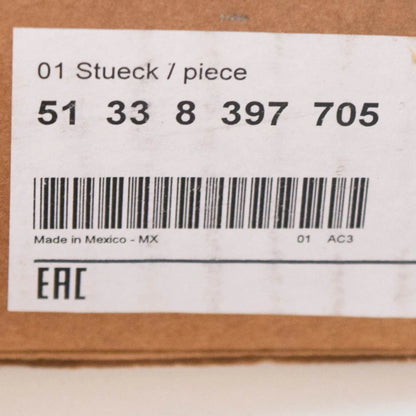 01 Stueck / piece
51 33 8 397 705
Made in Mexico - MX 01 AC3
EAC